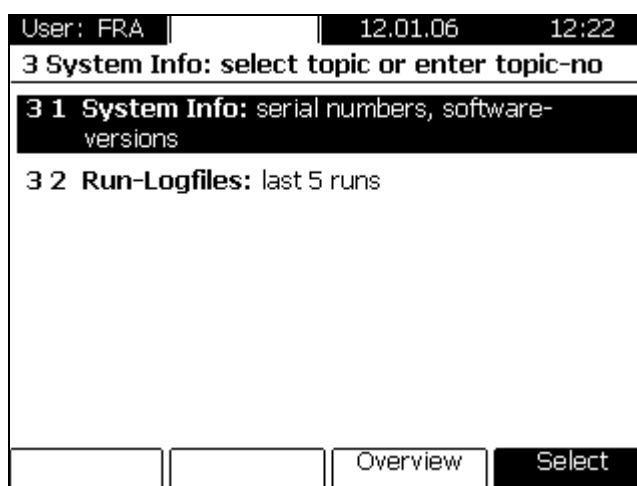 User: FRA 12.01.06 12:22
3 System Info: select topic or enter topic-no
3 1 System Info: serial numbers, software-
versions
3 2 Run-Logfiles: last 5 runs
Overview Select